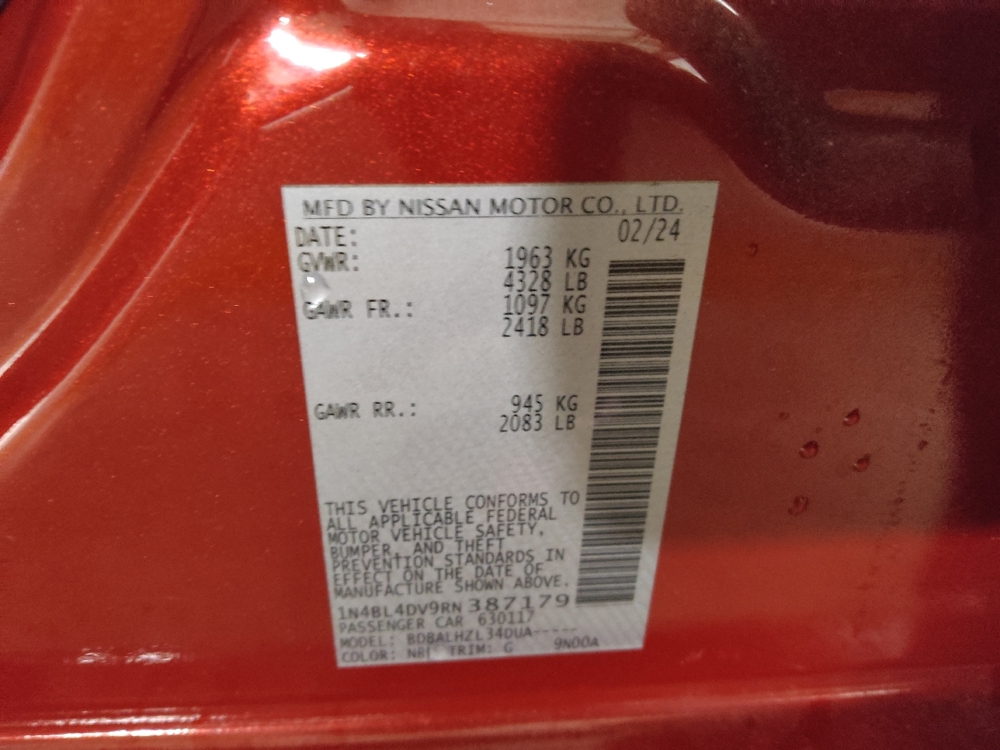 MFD BY NISSAN MOTOR CO., LTD.
DATE: 02/24
GVWR: 1963 KG
4328 LB
GAWR FR.: 1097 KG
2418 LB
GAWR RR.: 945 KG
2083 LB
THIS VEHICLE CONFORMS TO
ALL APPLICABLE FEDERAL
MOTOR VEHICLE SAFETY,
BUMPER, AND THEFT
PREVENTION STANDARDS IN
EFFECT ON THE DATE OF
MANUFACTURE SHOWN ABOVE.
1N4BL4DV9RN387179
PASSENGER CAR 630117
MODEL: BDBALHZL34DUA-----
COLOR: TRIM: G 9N00A